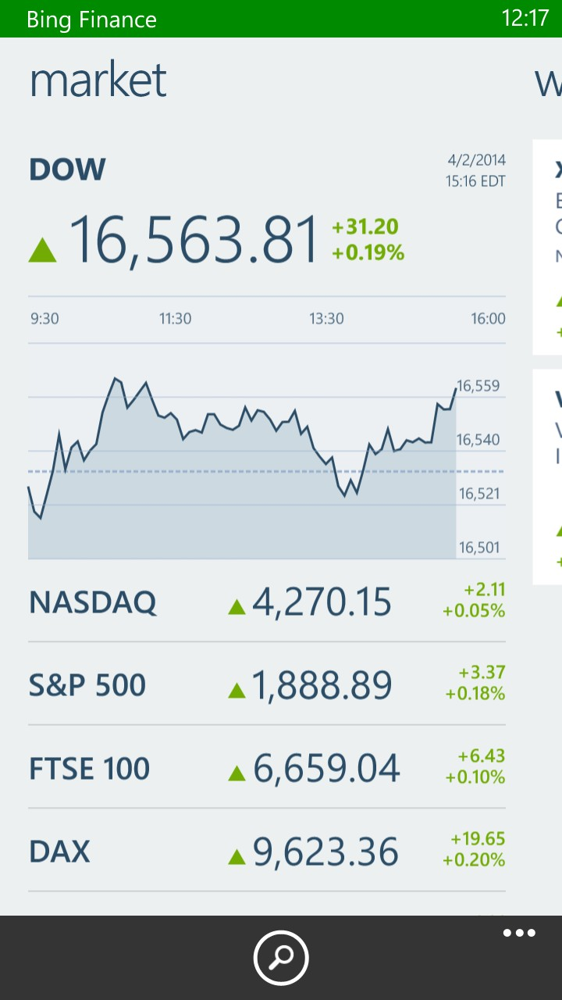 Bing Finance 12:17
market
W
DOW
4/2/2014
15:16 EDT
16,563.81
+31.20
+0.19%
9:30 11:30 13:30 16:00
16,559
16,540
16,521
16,501
NASDAQ 4,270.15
+2.11
+0.05%
S&P 500 1,888.89
+3.37
+0.18%
FTSE 100 6,659.04
+6.43
+0.10%
DAX 9,623.36
+19.65
+0.20%